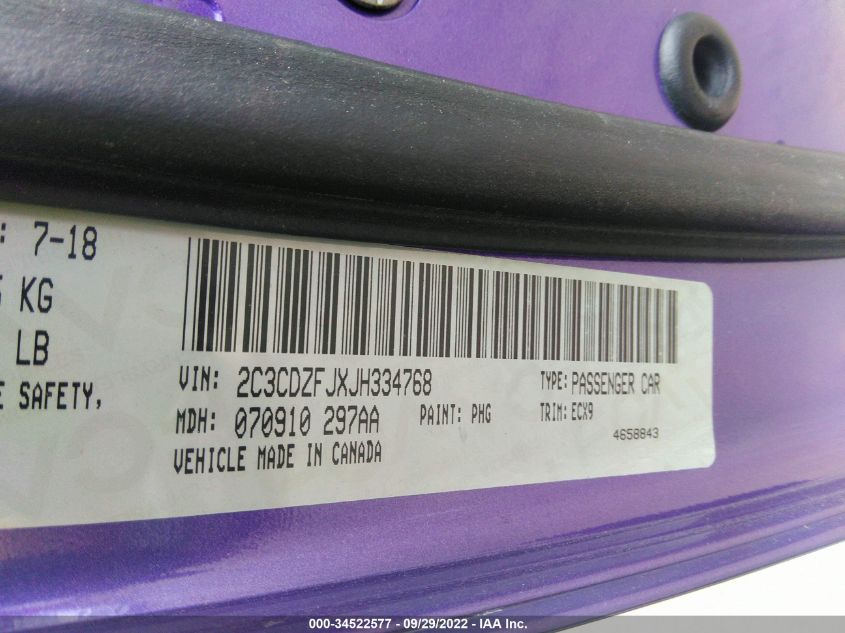 : 7-18
KG
LB
SAFETY,
VIN: 2C3CDZFJXJH334768
TYPE: PASSENGER CAR
MDH: 070910 297AA
PAINT: PHG
TRIM: ECX9
4658843
VEHICLE MADE IN CANADA
000-34522577 - 09/29/2022 - IAA Inc.